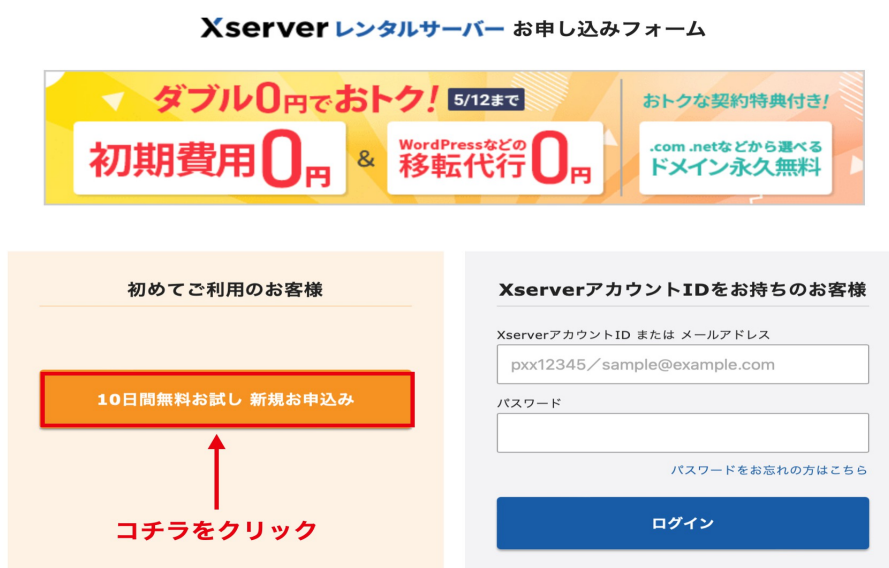 Xserver レンタルサーバー お申し込みフォーム
ダブル0円でおトク! 5/12まで
初期費用0円 & WordPressなどの 移転代行0円
おトクな契約特典付き!
.com .netなどから選べる
ドメイン永久無料
初めてご利用のお客様
10日間無料お試し 新規お申込み
コチラをクリック
XserverアカウントIDをお持ちのお客様
XserverアカウントID または メールアドレス
pxx12345／sample@example.com
パスワード
パスワードをお忘れの方はこちら
ログイン